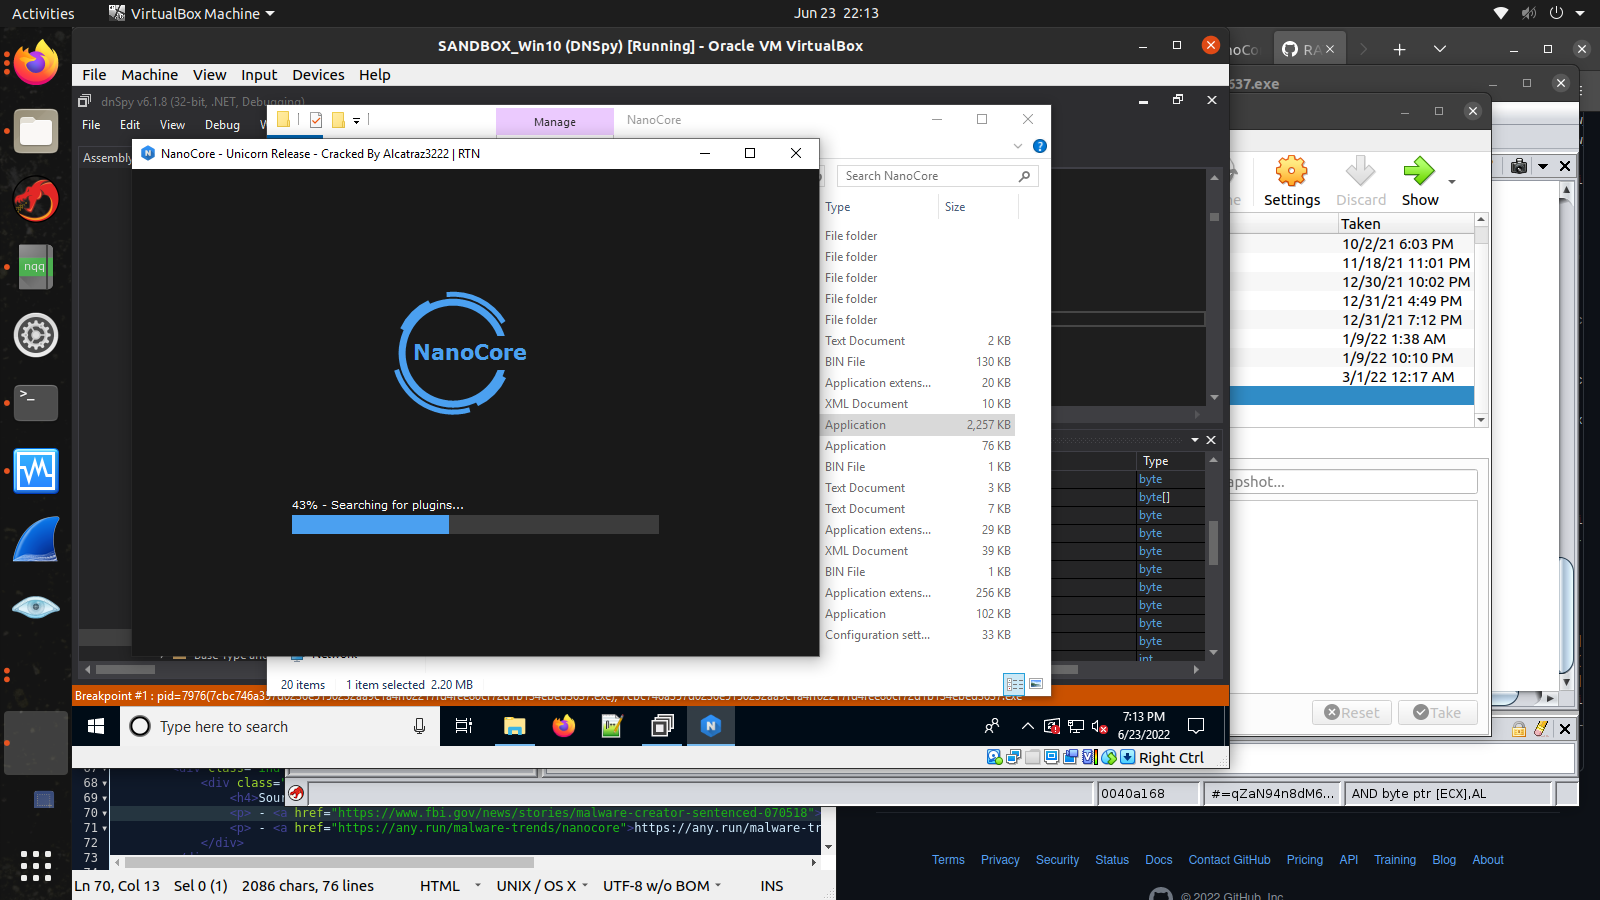 Activities
VirtualBox Machine
Jun 23 22:13
SANDBOX_Win10 (DNSpy) [Running] - Oracle VM VirtualBox
File Machine View Input Devices Help
dnSpy v6.1.8 (32-bit, .NET, Debugging)
File Edit View Debug
Assembly
Manage
NanoCore
NanoCore - Unicorn Release - Cracked By Alcatraz3222 | RTN
Search NanoCore
Type Size
File folder
File folder
File folder
File folder
File folder
Text Document 2 KB
BIN File 130 KB
Application extens... 20 KB
XML Document 10 KB
Application 2,257 KB
Application 76 KB
BIN File 1 KB
Text Document 3 KB
Text Document 7 KB
Application extens... 29 KB
XML Document 39 KB
BIN File 1 KB
Application extens... 256 KB
Application 102 KB
Configuration sett... 33 KB
NanoCore
43% - Searching for plugins...
Network
20 items 1 item selected 2.20 MB
Type
byte
byte[]
byte
byte
byte
byte
byte
byte
byte
byte
int
Type here to search
7:13 PM
6/23/2022
Right Ctrl
637.exe
Settings
Discard
Show
Taken
10/2/21 6:03 PM
11/18/21 11:01 PM
12/30/21 10:02 PM
12/31/21 4:49 PM
12/31/21 7:12 PM
1/9/22 1:38 AM
1/9/22 10:10 PM
3/1/22 12:17 AM
apshot...
Reset
Take
0040a168
#=qZaN94n8dM6...
AND byte ptr [ECX],AL
68 <div class="
69 <h4>Sour
70 <p> - <a href="https://www.fbi.gov/news/stories/malware-creator-sentenced-070518"
71 <p> - <a href="https://any.run/malware-trends/nanocore">https://any.run/malware-tr
72 </div>
73
Ln 70, Col 13 Sel 0 (1) 2086 chars, 76 lines HTML UNIX / OS X UTF-8 w/o BOM INS
Terms Privacy Security Status Docs Contact GitHub Pricing API Training Blog About
© 2022 GitHub, Inc.
nqq